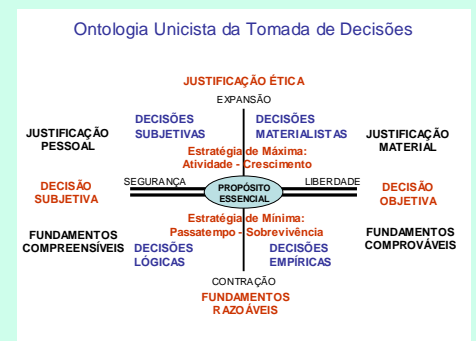 Ontologia Unicista da Tomada de Decisões
JUSTIFICAÇÃO ÉTICA
EXPANSÃO
JUSTIFICAÇÃO
PESSOAL
DECISÕES
SUBJETIVAS
DECISÕES
MATERIALISTAS
JUSTIFICAÇÃO
MATERIAL
Estratégia de Máxima:
Atividade - Crescimento
DECISÃO
SUBJETIVA
SEGURANÇA
PROPÓSITO
ESSENCIAL
LIBERDADE
DECISÃO
OBJETIVA
Estratégia de Mínima:
Passatempo - Sobrevivência
FUNDAMENTOS
COMPREENSÍVEIS
DECISÕES
LÓGICAS
DECISÕES
EMPÍRICAS
FUNDAMENTOS
COMPROVÁVEIS
CONTRAÇÃO
FUNDAMENTOS
RAZOÁVEIS